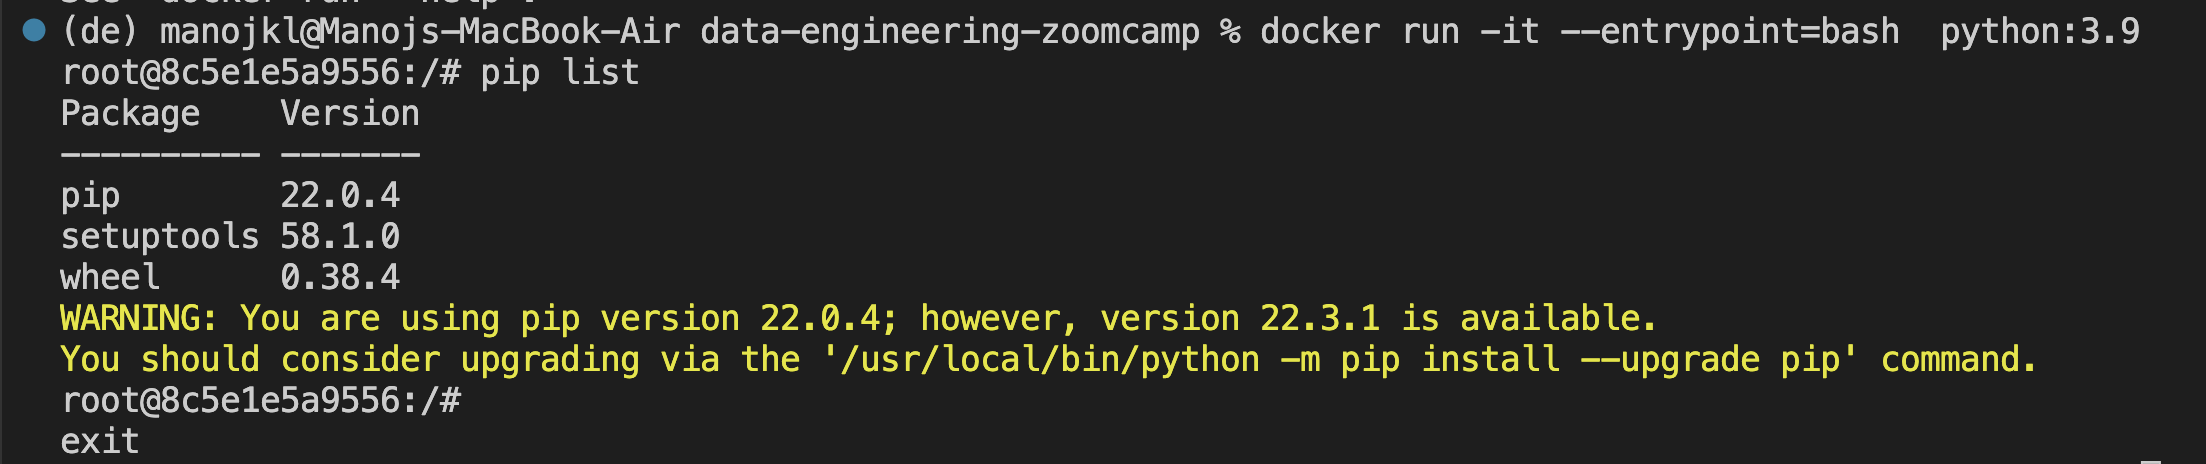 (de) manojkl@Manojs-MacBook-Air data-engineering-zoomcamp % docker run -it --entrypoint=bash  python:3.9
root@8c5e1e5a9556:/# pip list
Package    Version
---------- -------
pip        22.0.4
setuptools 58.1.0
wheel      0.38.4
WARNING: You are using pip version 22.0.4; however, version 22.3.1 is available.
You should consider upgrading via the '/usr/local/bin/python -m pip install --upgrade pip' command.
root@8c5e1e5a9556:/#
exit